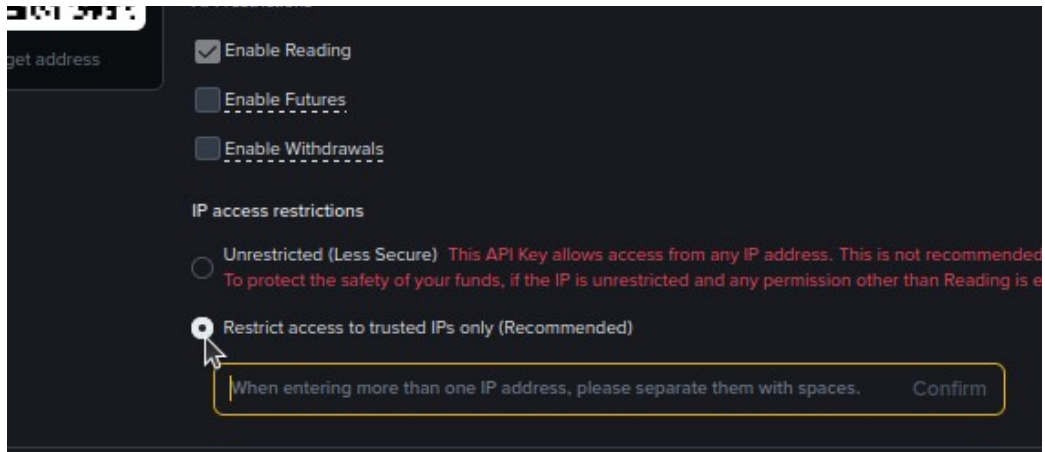 get address
Enable Reading
Enable Futures
Enable Withdrawals
IP access restrictions
Unrestricted (Less Secure) This API Key allows access from any IP address. This is not recommended
To protect the safety of your funds, if the IP is unrestricted and any permission other than Reading is e
Restrict access to trusted IPs only (Recommended)
When entering more than one IP address, please separate them with spaces. Confirm